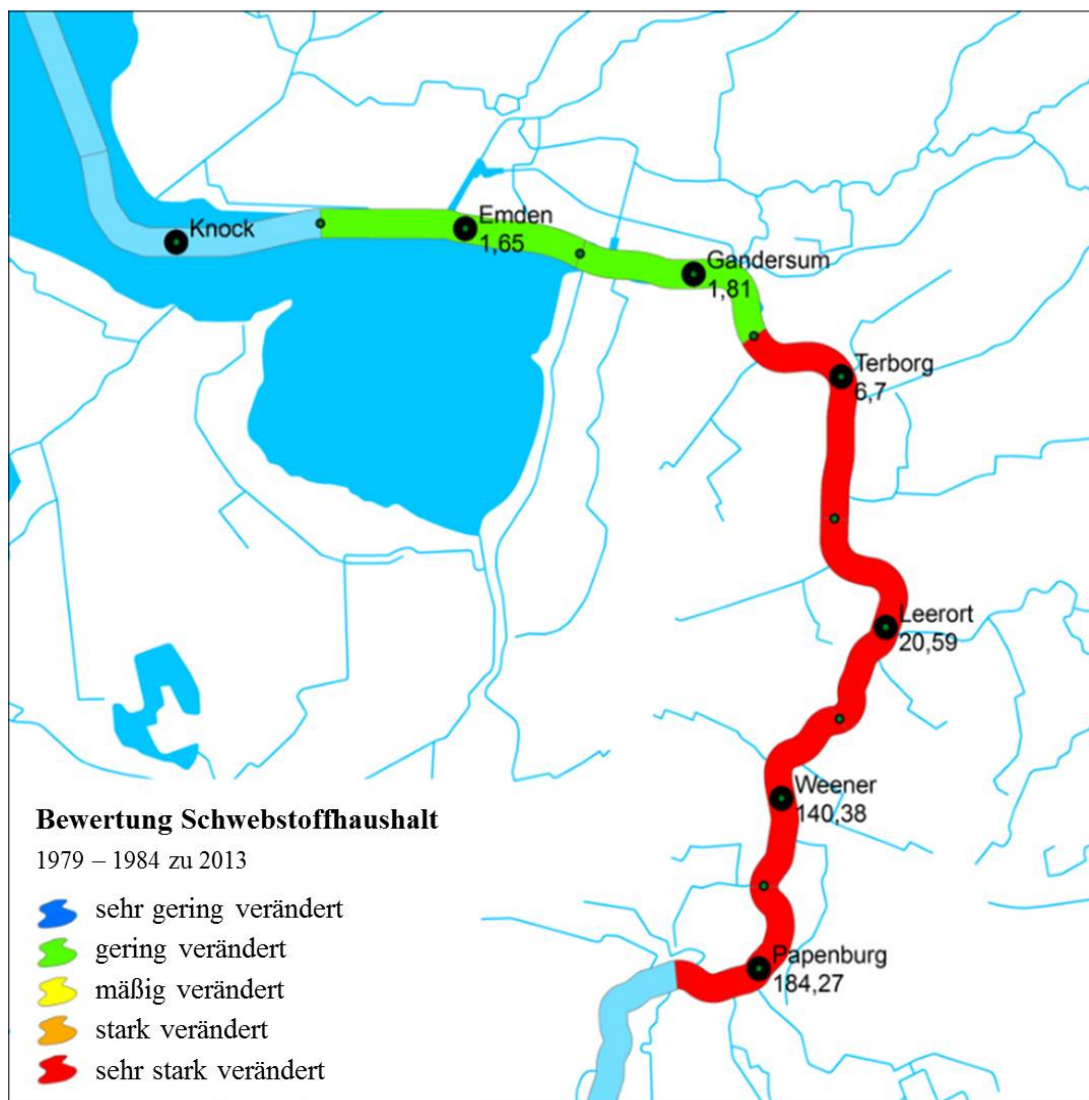 Knock
Emden
1,65
Gandersum
1,81
Terborg
6,7
Leerort
20,59
Weener
140,38
Papenburg
184,27
Bewertung Schwebstoffhaushalt
1979 – 1984 zu 2013
sehr gering verändert
gering verändert
mäßig verändert
stark verändert
sehr stark verändert